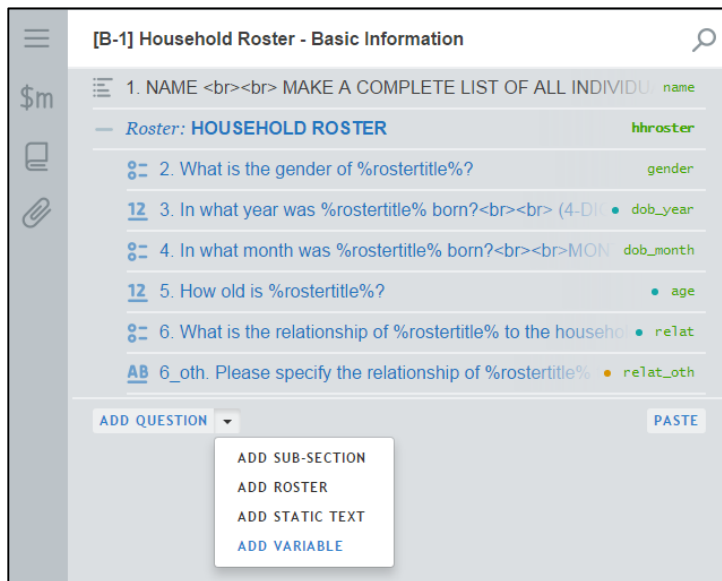 [B-1] Household Roster - Basic Information
$m
1. NAME <br><br> MAKE A COMPLETE LIST OF ALL INDIVIDU name
Roster: HOUSEHOLD ROSTER hhroster
2. What is the gender of %rostertitle%? gender
12 3. In what year was %rostertitle% born?<br><br> (4-DI dob_year
4. In what month was %rostertitle% born?<br><br>MON dob_month
12 5. How old is %rostertitle%? age
6. What is the relationship of %rostertitle% to the househo relat
AB 6_oth. Please specify the relationship of %rostertitle% relat_oth
ADD QUESTION PASTE
ADD SUB-SECTION
ADD ROSTER
ADD STATIC TEXT
ADD VARIABLE